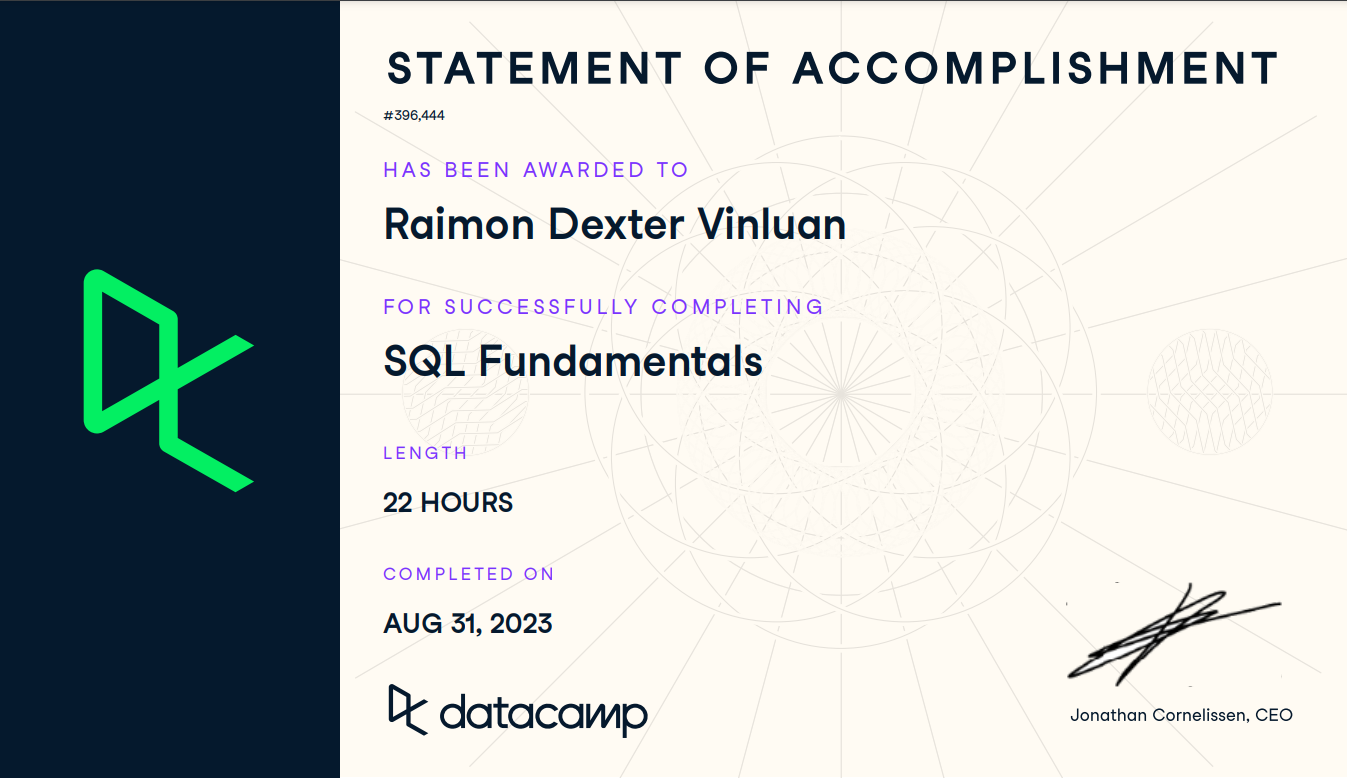 STATEMENT OF ACCOMPLISHMENT
#396,444
HAS BEEN AWARDED TO
Raimon Dexter Vinluan
FOR SUCCESSFULLY COMPLETING
SQL Fundamentals
LENGTH
22 HOURS
COMPLETED ON
AUG 31, 2023
datacamp
Jonathan Cornelissen, CEO